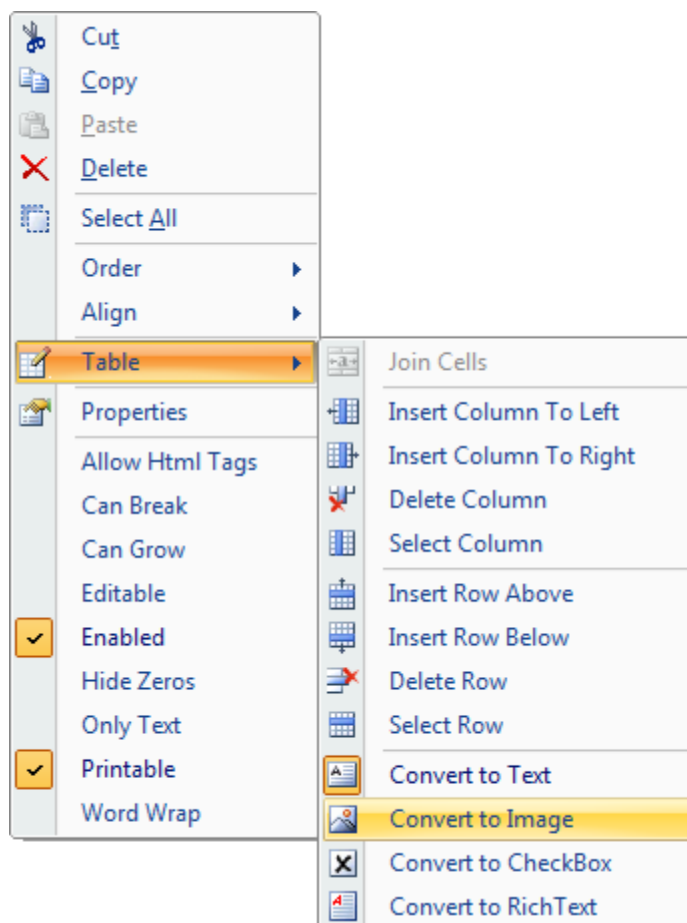 Cut
Copy
Paste
Delete
Select All
Order
Align
Table
Properties
Allow Html Tags
Can Break
Can Grow
Editable
Enabled
Hide Zeros
Only Text
Printable
Word Wrap
Join Cells
Insert Column To Left
Insert Column To Right
Delete Column
Select Column
Insert Row Above
Insert Row Below
Delete Row
Select Row
Convert to Text
Convert to Image
Convert to CheckBox
Convert to RichText